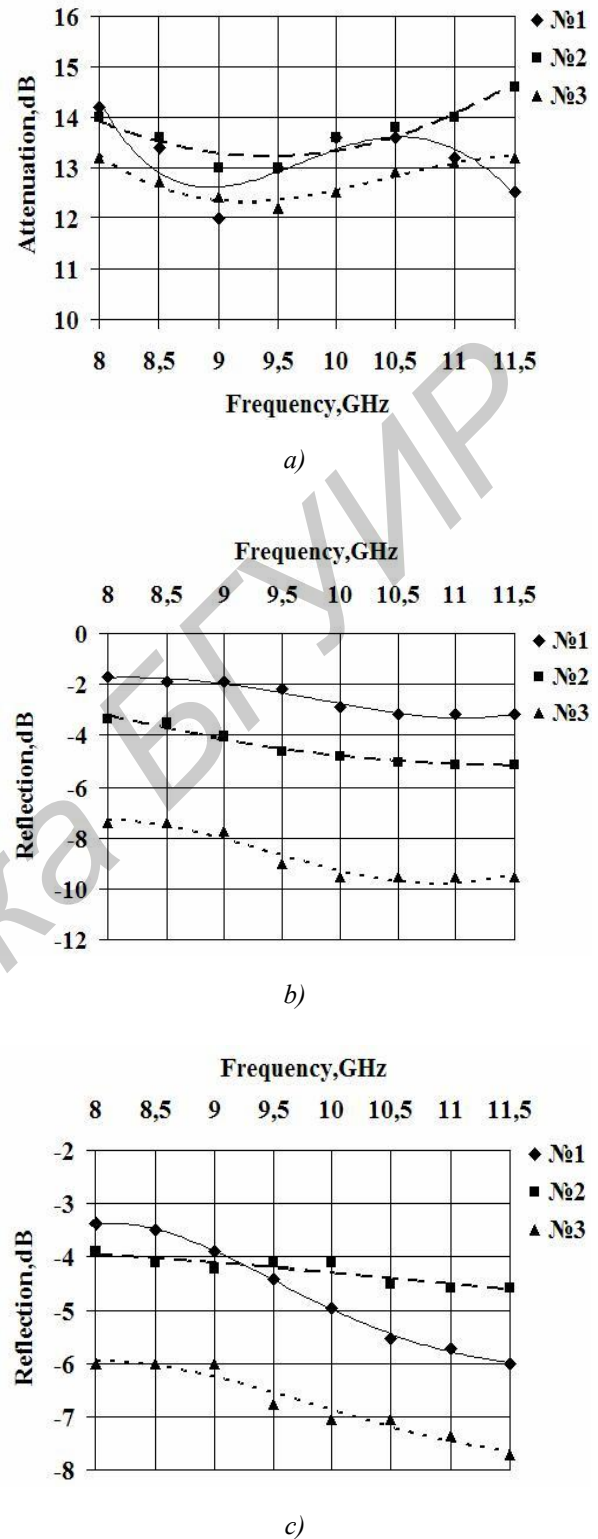 16
15
14
13
12
11
10
Attenuation,dB
8 8,5 9 9,5 10 10,5 11 11,5
Frequency,GHz
№1
№2
№3
a)
Frequency,GHz
8 8,5 9 9,5 10 10,5 11 11,5
0
-2
-4
-6
-8
-10
-12
Reflection,dB
№1
№2
№3
b)
Frequency,GHz
8 8,5 9 9,5 10 10,5 11 11,5
-2
-3
-4
-5
-6
-7
-8
Reflection,dB
№1
№2
№3
c)
ка БГУИР